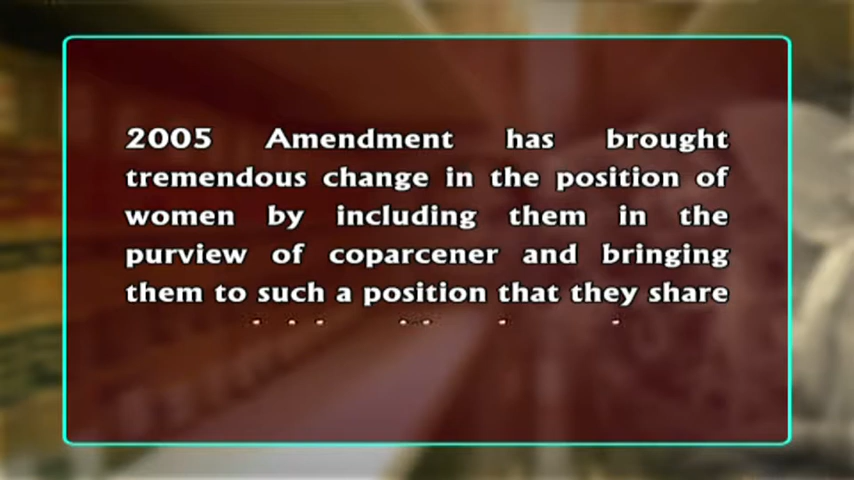 2005 Amendment has brought
tremendous change in the position of
women by including them in the
purview of coparcener and bringing
them to such a position that they share